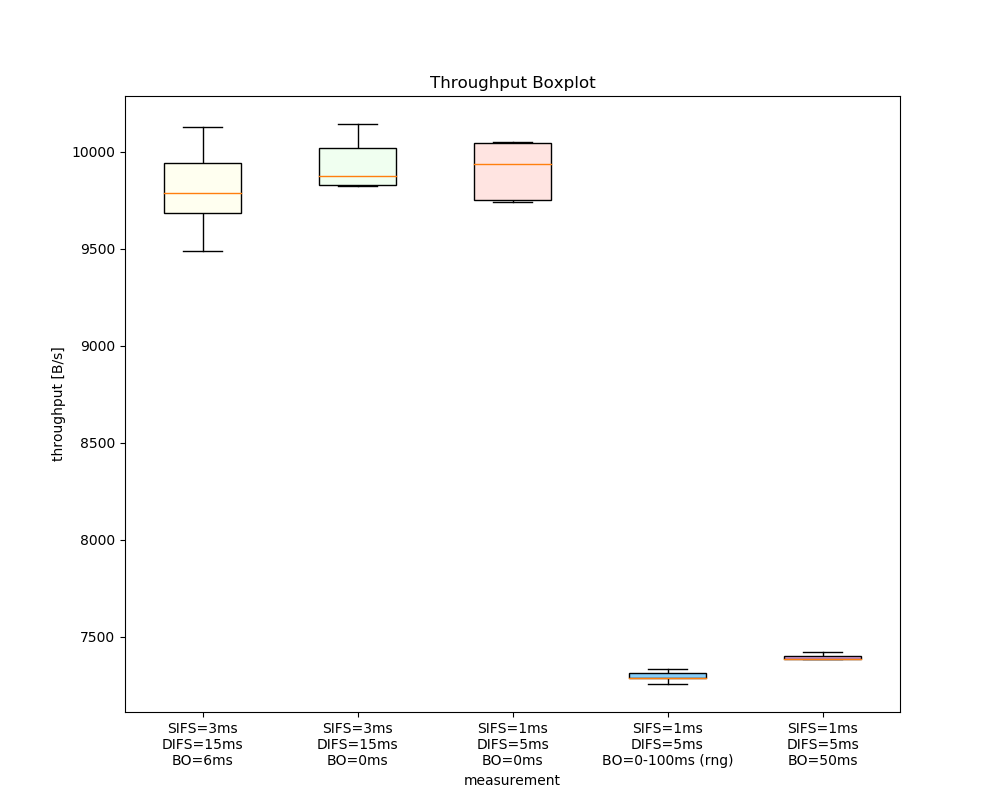 Throughput Boxplot
throughput [B/s]
10000
9500
9000
8500
8000
7500
SIFS=3ms
DIFS=15ms
BO=6ms
SIFS=3ms
DIFS=15ms
BO=0ms
SIFS=1ms
DIFS=5ms
BO=0ms
SIFS=1ms
DIFS=5ms
BO=0-100ms (rng)
SIFS=1ms
DIFS=5ms
BO=50ms
measurement